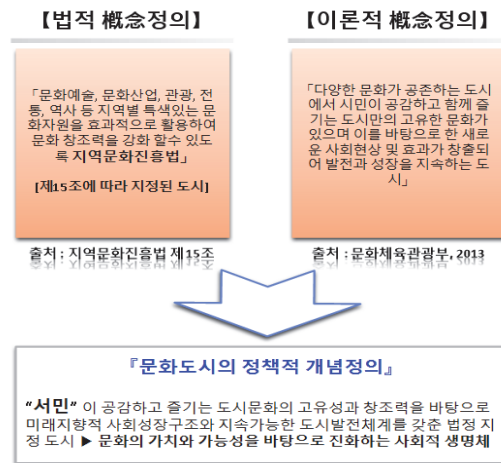 【법적 槪念정의】
「문화예술, 문화산업, 관광, 전
통, 역사 등 지역별 특색있는 문
화자원을 효과적으로 활용하여
문화 창조력을 강화 할수 있도
록 지역문화진흥법」
[제15조에 따라 지정된 도시]
출처 : 지역문화진흥법 제15조
【이론적 槪念정의】
「다양한 문화가 공존하는 도시
에서 시민이 공감하고 함께 즐
기는 도시만의 고유한 문화가
있으며 이를 바탕으로 한 새로
운 사회현상 및 효과가 창출되
어 발전과 성장을 지속하는 도
시」
출처 : 문화체육관광부, 2013
『문화도시의 정책적 개념정의』
“서민” 이 공감하고 즐기는 도시문화의 고유성과 창조력을 바탕으로
미래지향적 사회성장구조와 지속가능한 도시발전체계를 갖춘 법정 지
정 도시 ▶ 문화의 가치와 가능성을 바탕으로 진화하는 사회적 생명체